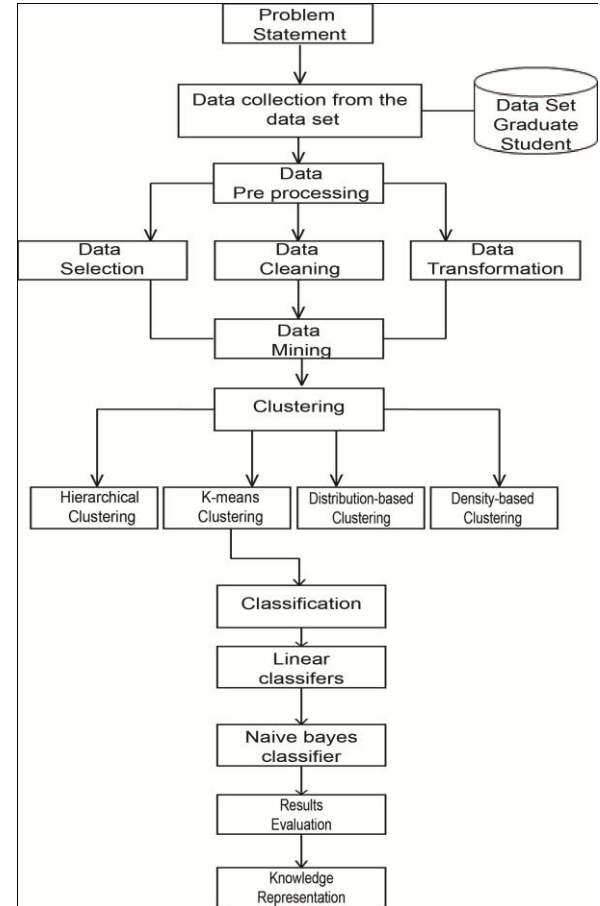 Problem
Statement
Data collection from the
data set
Data Set
Graduate
Student
Data
Pre processing
Data
Selection
Data
Cleaning
Data
Transformation
Data
Mining
Clustering
Hierarchical
Clustering
K-means
Clustering
Distribution-based
Clustering
Density-based
Clustering
Classification
Linear
classifers
Naive bayes
classifier
Results
Evaluation
Knowledge
Representation